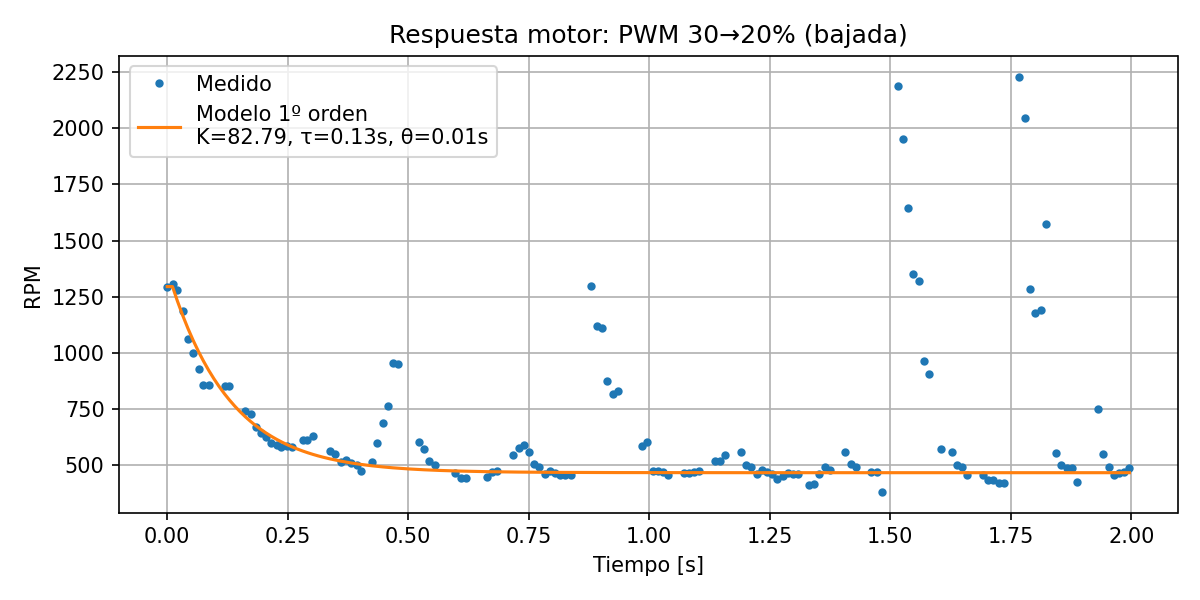 Respuesta motor: PWM 30→20% (bajada)
Medido
Modelo 1º orden
K=82.79, τ=0.13s, θ=0.01s
RPM
2250
2000
1750
1500
1250
1000
750
500
0.00 0.25 0.50 0.75 1.00 1.25 1.50 1.75 2.00
Tiempo [s]